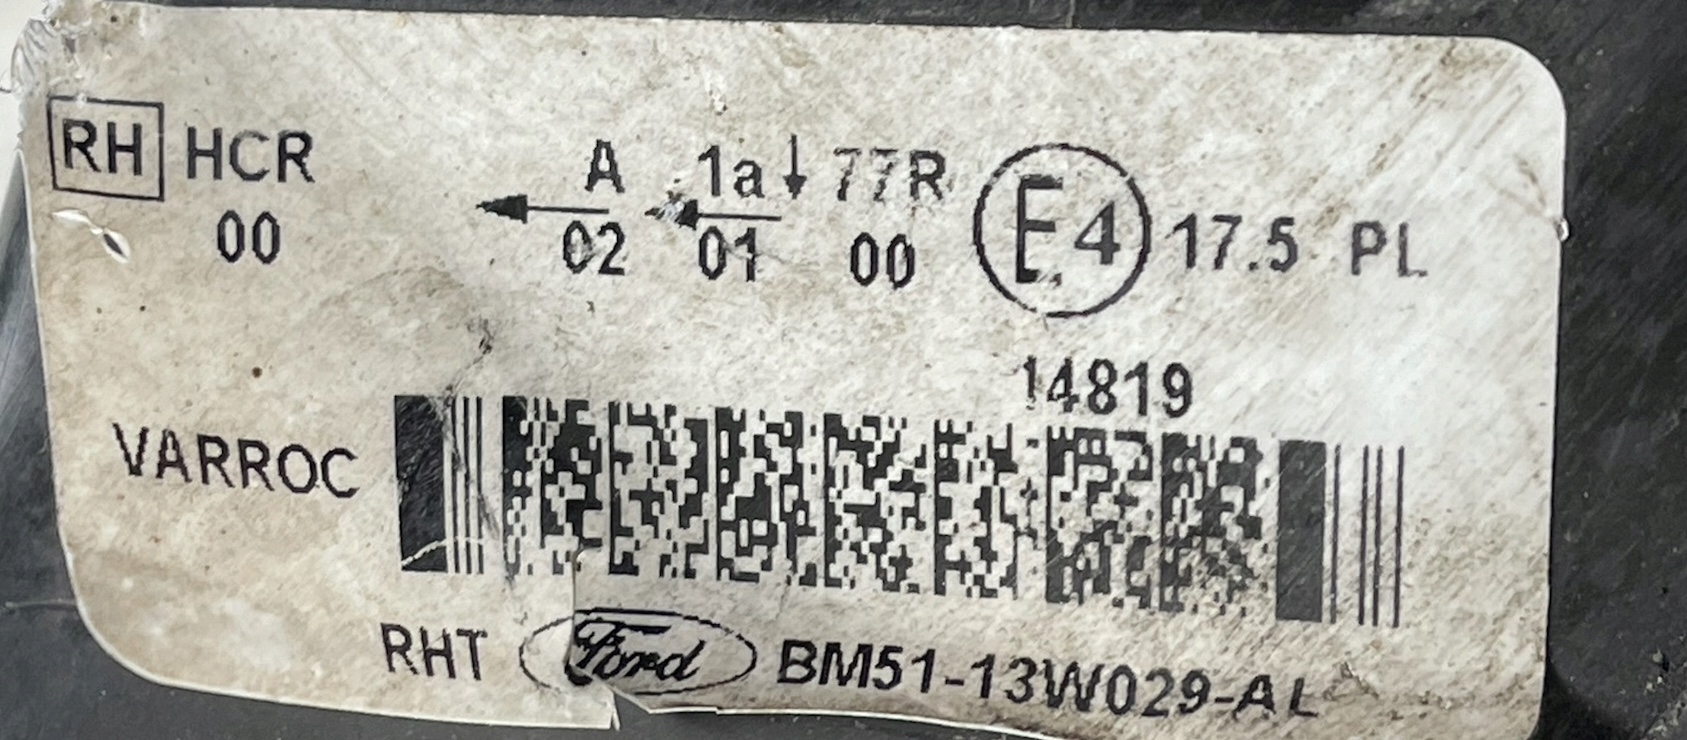 RH HCR A 1a↓ 77R E4 17.5 PL
00 ← 02 ← 01 00
14819
VARROC
RHT Ford BM51-13W029-AL